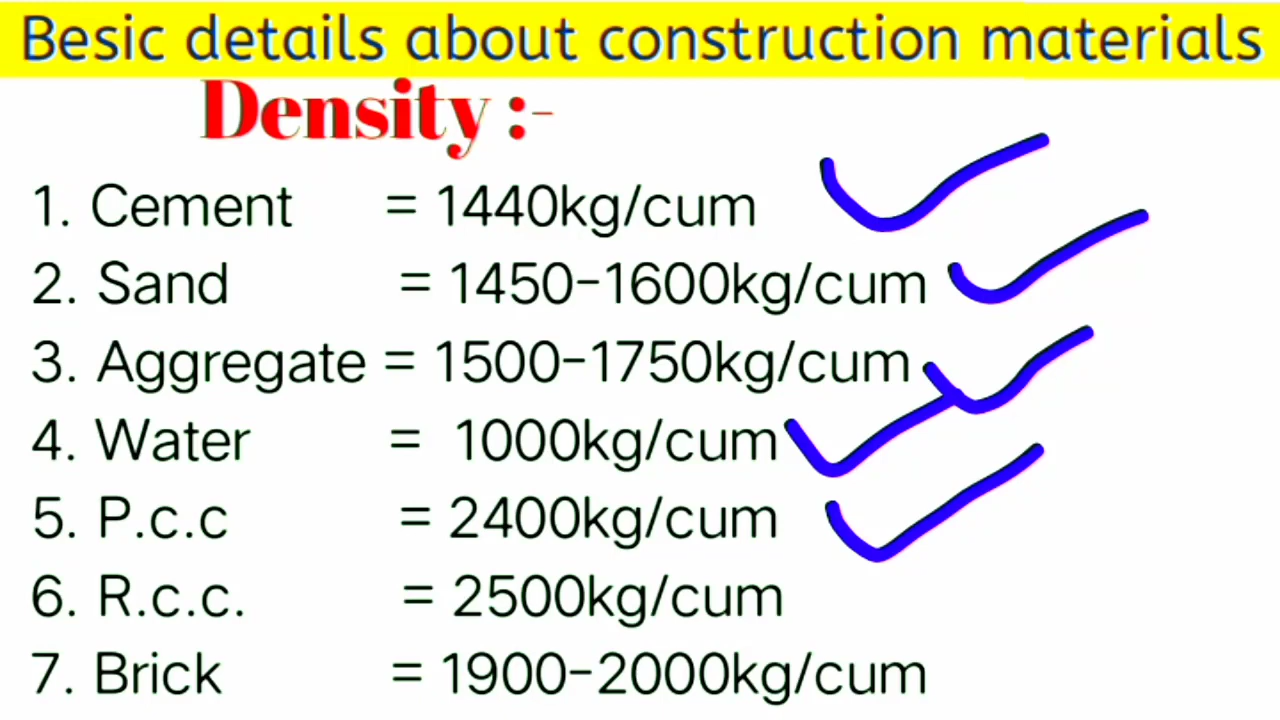 Besic details about construction materials
Density :-
1. Cement = 1440kg/cum
2. Sand = 1450-1600kg/cum
3. Aggregate = 1500-1750kg/cum
4. Water = 1000kg/cum
5. P.c.c = 2400kg/cum
6. R.c.c. = 2500kg/cum
7. Brick = 1900-2000kg/cum